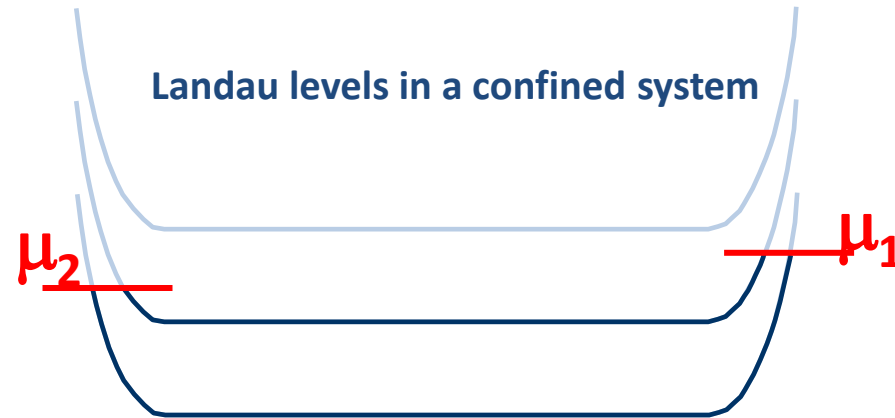 Landau levels in a confined system
μ₂
μ₁